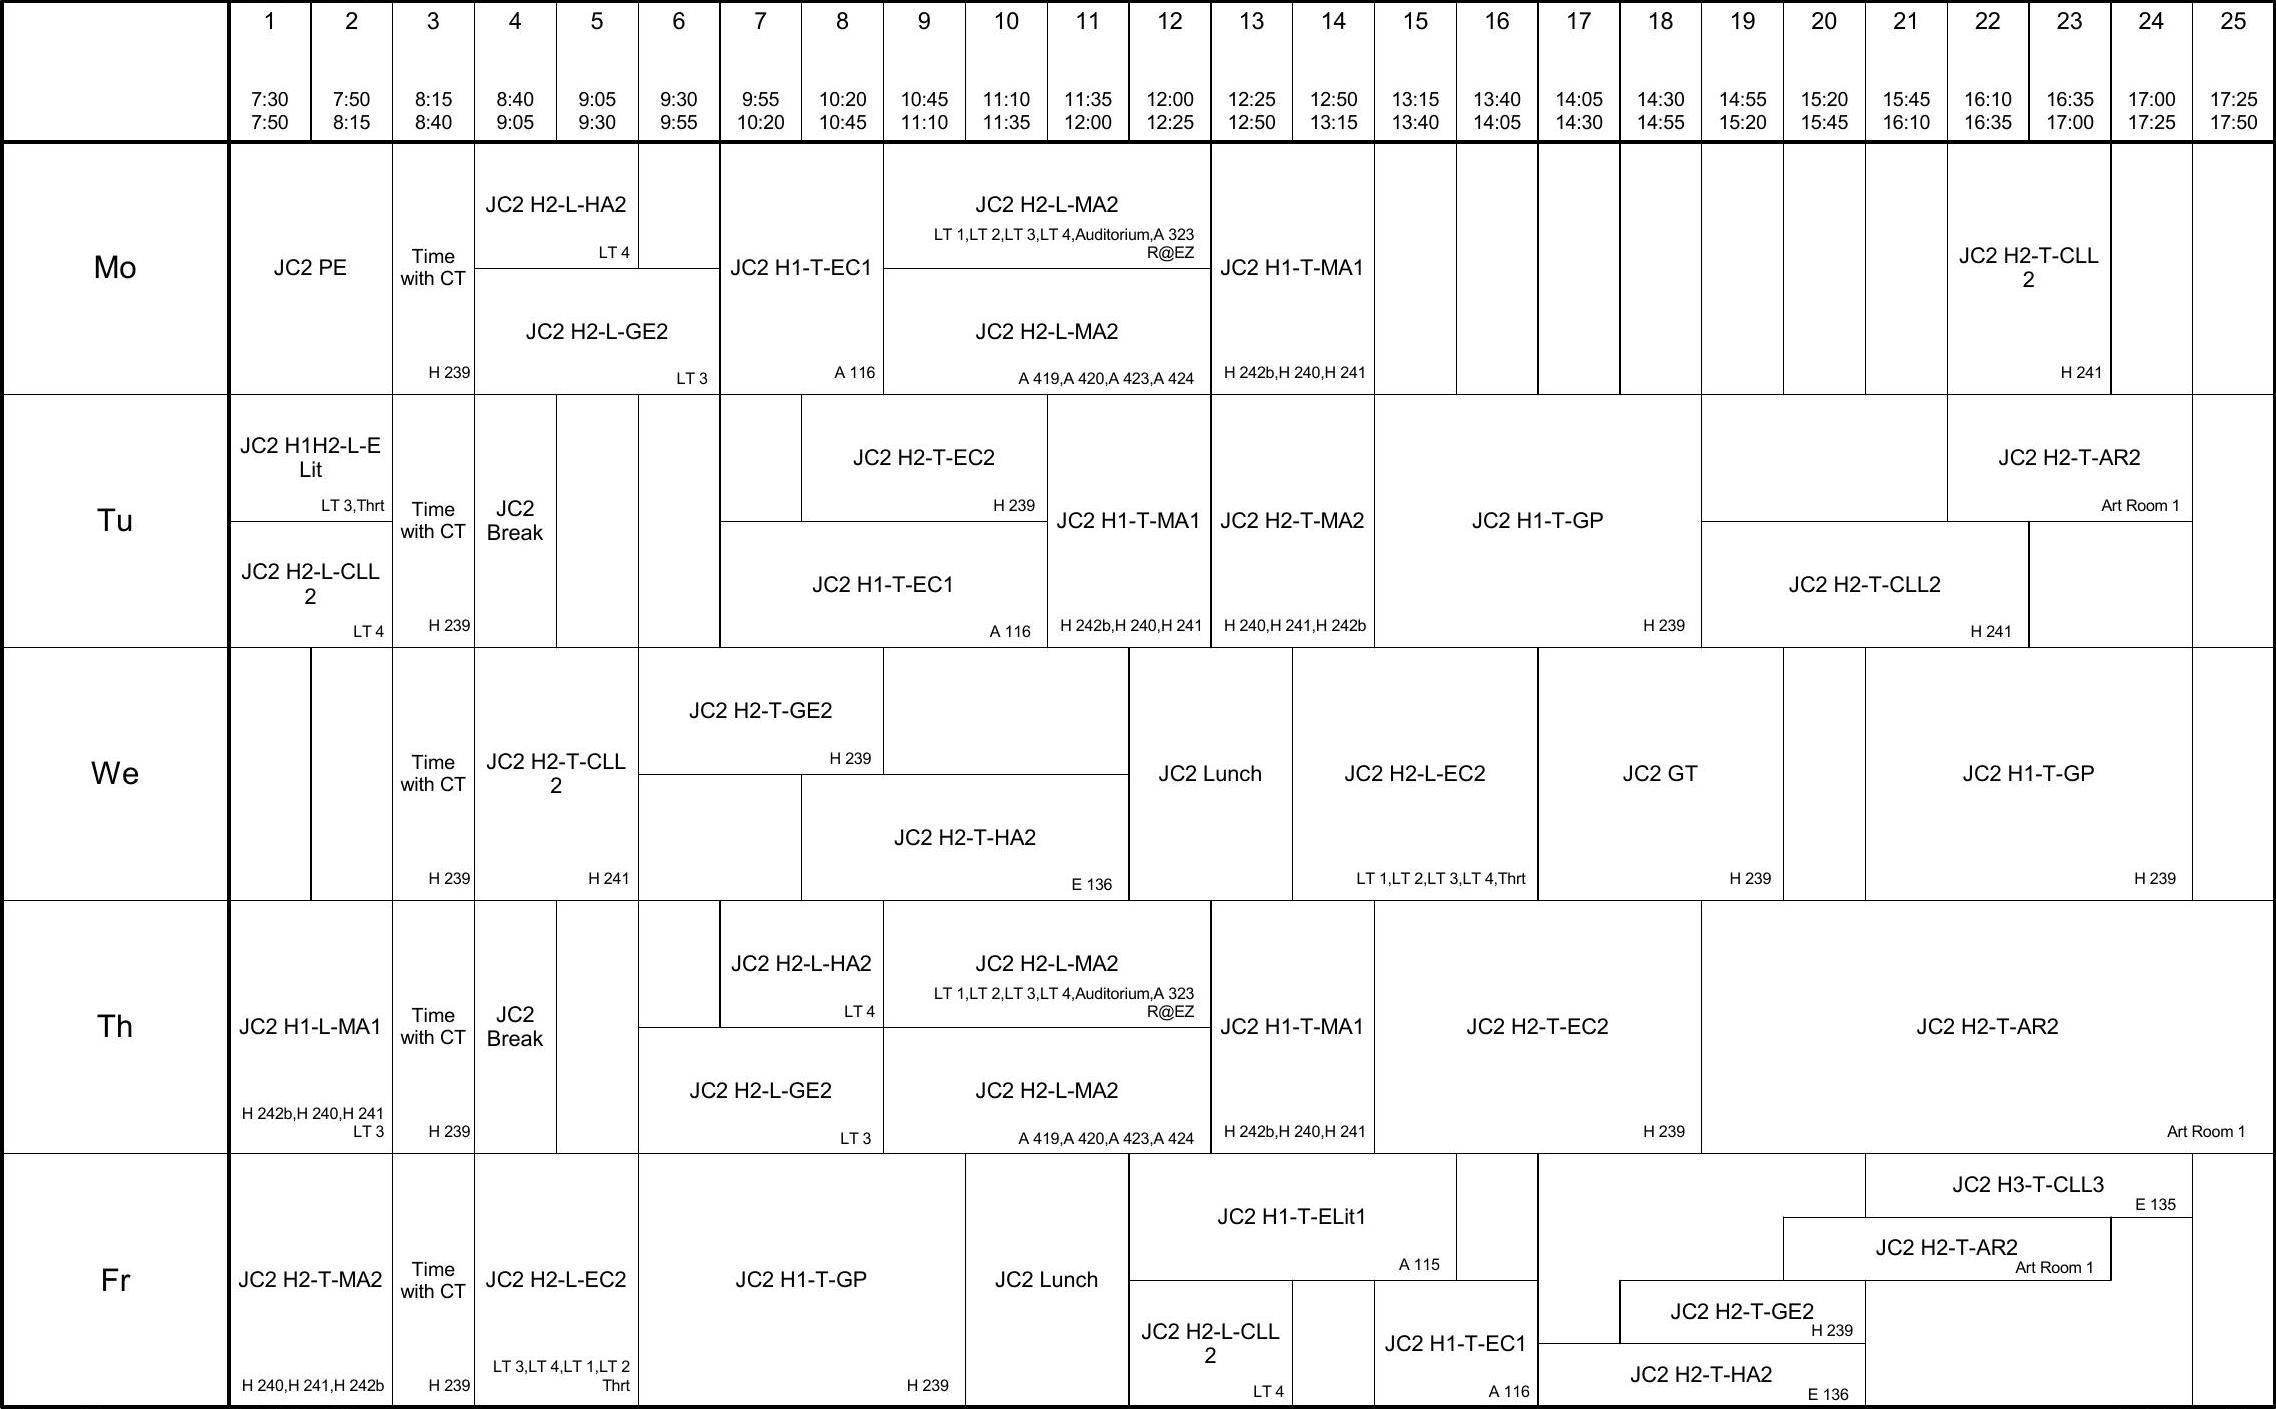 1 2 3 4 5 6 7 8 9 10 11 12 13 14 15 16 17 18 19 20 21 22 23 24 25
7:30 7:50 8:15 8:40 9:05 9:30 9:55 10:20 10:45 11:10 11:35 12:00 12:25 12:50 13:15 13:40 14:05 14:30 14:55 15:20 15:45 16:10 16:35 17:00 17:25
7:50 8:15 8:40 9:05 9:30 9:55 10:20 10:45 11:10 11:35 12:00 12:25 12:50 13:15 13:40 14:05 14:30 14:55 15:20 15:45 16:10 16:35 17:00 17:25 17:50
Mo
JC2 PE
Time
with CT
H 239
JC2 H2-L-HA2
LT 4
JC2 H2-L-GE2
LT 3
JC2 H1-T-EC1
A 116
JC2 H2-L-MA2
LT 1,LT 2,LT 3,LT 4,Auditorium,A 323
R@EZ
JC2 H2-L-MA2
A 419,A 420,A 423,A 424
JC2 H1-T-MA1
H 242b,H 240,H 241
JC2 H2-T-CLL
2
H 241
Tu
JC2 H1H2-L-E
Lit
LT 3,Thrt
JC2 H2-L-CLL
2
LT 4
Time
with CT
H 239
JC2
Break
JC2 H2-T-EC2
H 239
JC2 H1-T-EC1
A 116
JC2 H1-T-MA1
H 242b,H 240,H 241
JC2 H2-T-MA2
H 240,H 241,H 242b
JC2 H1-T-GP
H 239
JC2 H2-T-AR2
Art Room 1
JC2 H2-T-CLL2
H 241
We
Time
with CT
H 239
JC2 H2-T-CLL
2
H 241
JC2 H2-T-GE2
H 239
JC2 H2-T-HA2
E 136
JC2 Lunch
JC2 H2-L-EC2
LT 1,LT 2,LT 3,LT 4,Thrt
JC2 GT
H 239
JC2 H1-T-GP
H 239
Th
JC2 H1-L-MA1
H 242b,H 240,H 241
LT 3
Time
with CT
H 239
JC2
Break
JC2 H2-L-HA2
LT 4
JC2 H2-L-GE2
LT 3
JC2 H2-L-MA2
LT 1,LT 2,LT 3,LT 4,Auditorium,A 323
R@EZ
JC2 H2-L-MA2
A 419,A 420,A 423,A 424
JC2 H1-T-MA1
H 242b,H 240,H 241
JC2 H2-T-EC2
H 239
JC2 H2-T-AR2
Art Room 1
Fr
JC2 H2-T-MA2
H 240,H 241,H 242b
Time
with CT
H 239
JC2 H2-L-EC2
LT 3,LT 4,LT 1,LT 2
Thrt
JC2 H1-T-GP
H 239
JC2 Lunch
JC2 H1-T-ELit1
A 115
JC2 H2-L-CLL
2
LT 4
JC2 H1-T-EC1
A 116
JC2 H3-T-CLL3
E 135
JC2 H2-T-AR2
Art Room 1
JC2 H2-T-GE2
H 239
JC2 H2-T-HA2
E 136